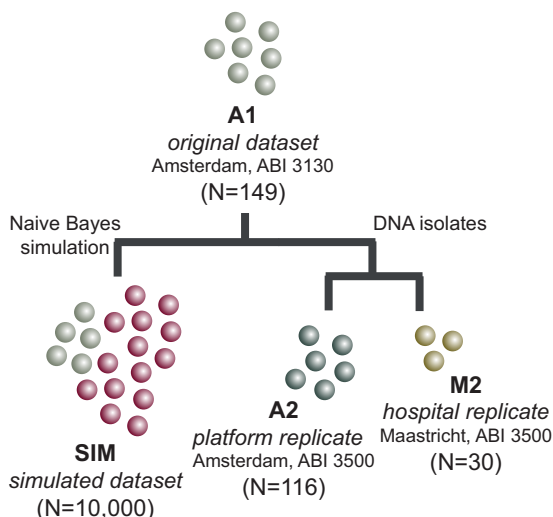 A1
original dataset
Amsterdam, ABI 3130
(N=149)
Naive Bayes
simulation
DNA isolates
SIM
simulated dataset
(N=10,000)
A2
platform replicate
Amsterdam, ABI 3500
(N=116)
M2
hospital replicate
Maastricht, ABI 3500
(N=30)